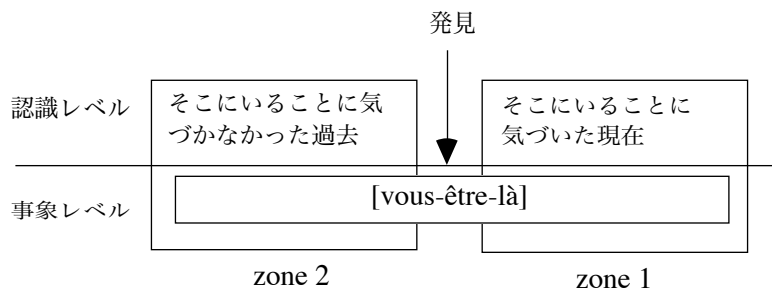 発見
認識レベル
そこにいることに気
づかなかった過去
そこにいることに
気づいた現在
事象レベル
[vous-être-là]
zone 2
zone 1